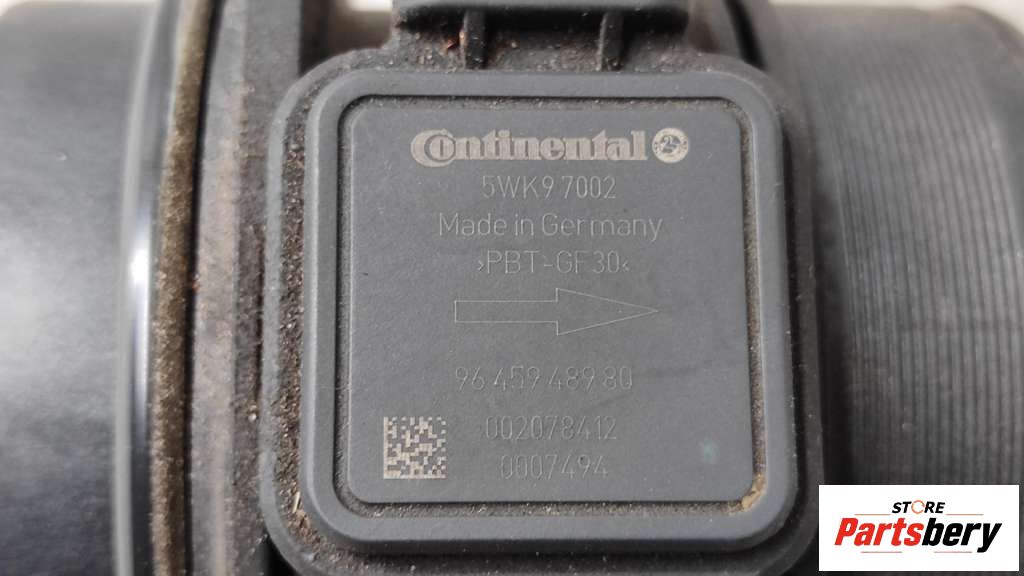 Continental
5WK9 7002
Made in Germany
›PBT-GF30‹
96 459 489 80
002078412
0007494
STORE
Partsbery